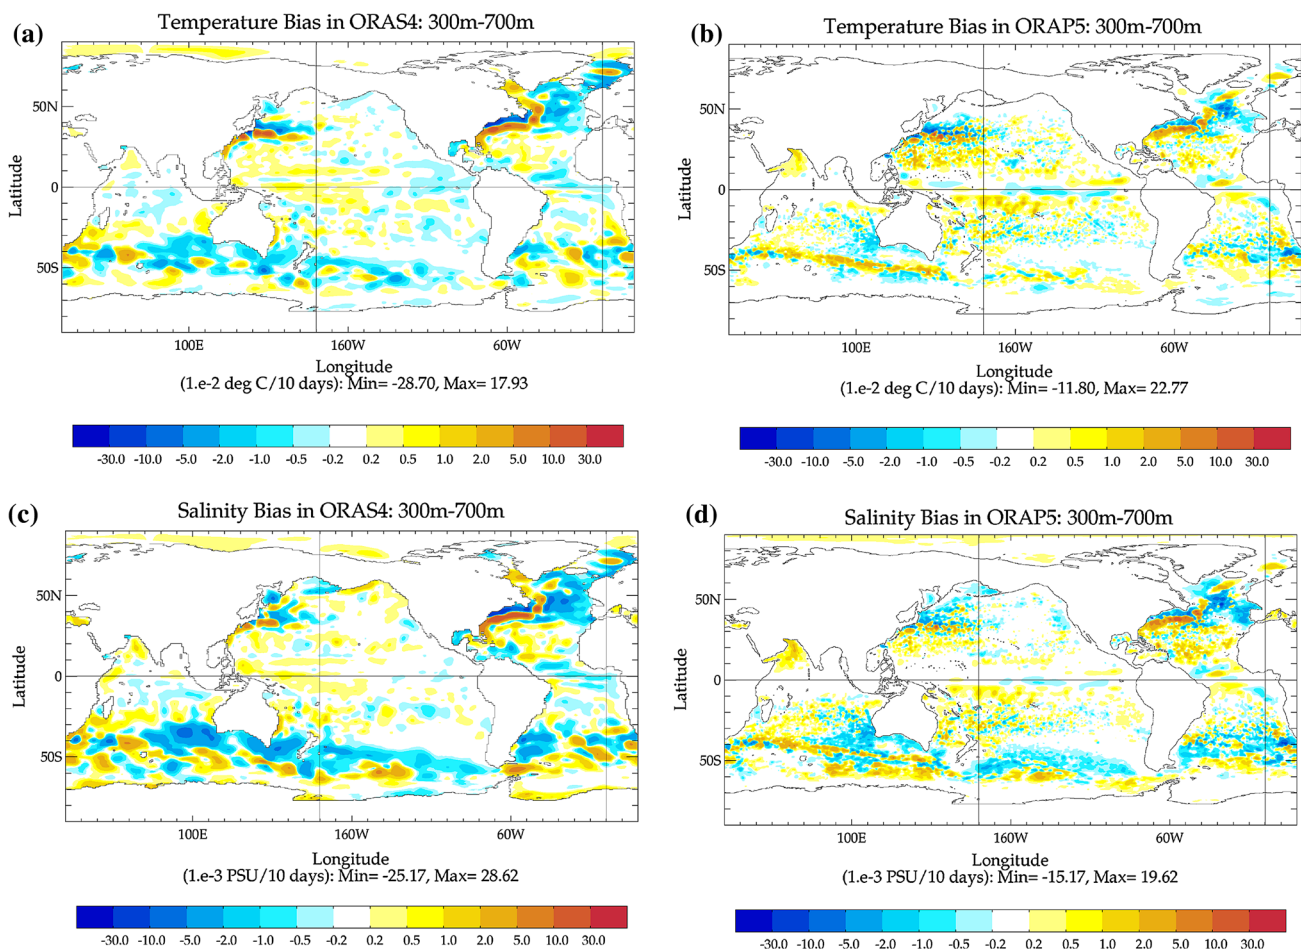 (a)
Temperature Bias in ORAS4: 300m-700m
50N
0
50S
Latitude
100E 160W 60W
Longitude
(1.e-2 deg C/10 days): Min= -28.70, Max= 17.93
-30.0 -10.0 -5.0 -2.0 -1.0 -0.5 -0.2 0.2 0.5 1.0 2.0 5.0 10.0 30.0
(b)
Temperature Bias in ORAP5: 300m-700m
50N
0
50S
Latitude
100E 160W 60W
Longitude
(1.e-2 deg C/10 days): Min= -11.80, Max= 22.77
-30.0 -10.0 -5.0 -2.0 -1.0 -0.5 -0.2 0.2 0.5 1.0 2.0 5.0 10.0 30.0
(c)
Salinity Bias in ORAS4: 300m-700m
50N
0
50S
Latitude
100E 160W 60W
Longitude
(1.e-3 PSU/10 days): Min= -25.17, Max= 28.62
-30.0 -10.0 -5.0 -2.0 -1.0 -0.5 -0.2 0.2 0.5 1.0 2.0 5.0 10.0 30.0
(d)
Salinity Bias in ORAP5: 300m-700m
50N
0
50S
Latitude
100E 160W 60W
Longitude
(1.e-3 PSU/10 days): Min= -15.17, Max= 19.62
-30.0 -10.0 -5.0 -2.0 -1.0 -0.5 -0.2 0.2 0.5 1.0 2.0 5.0 10.0 30.0